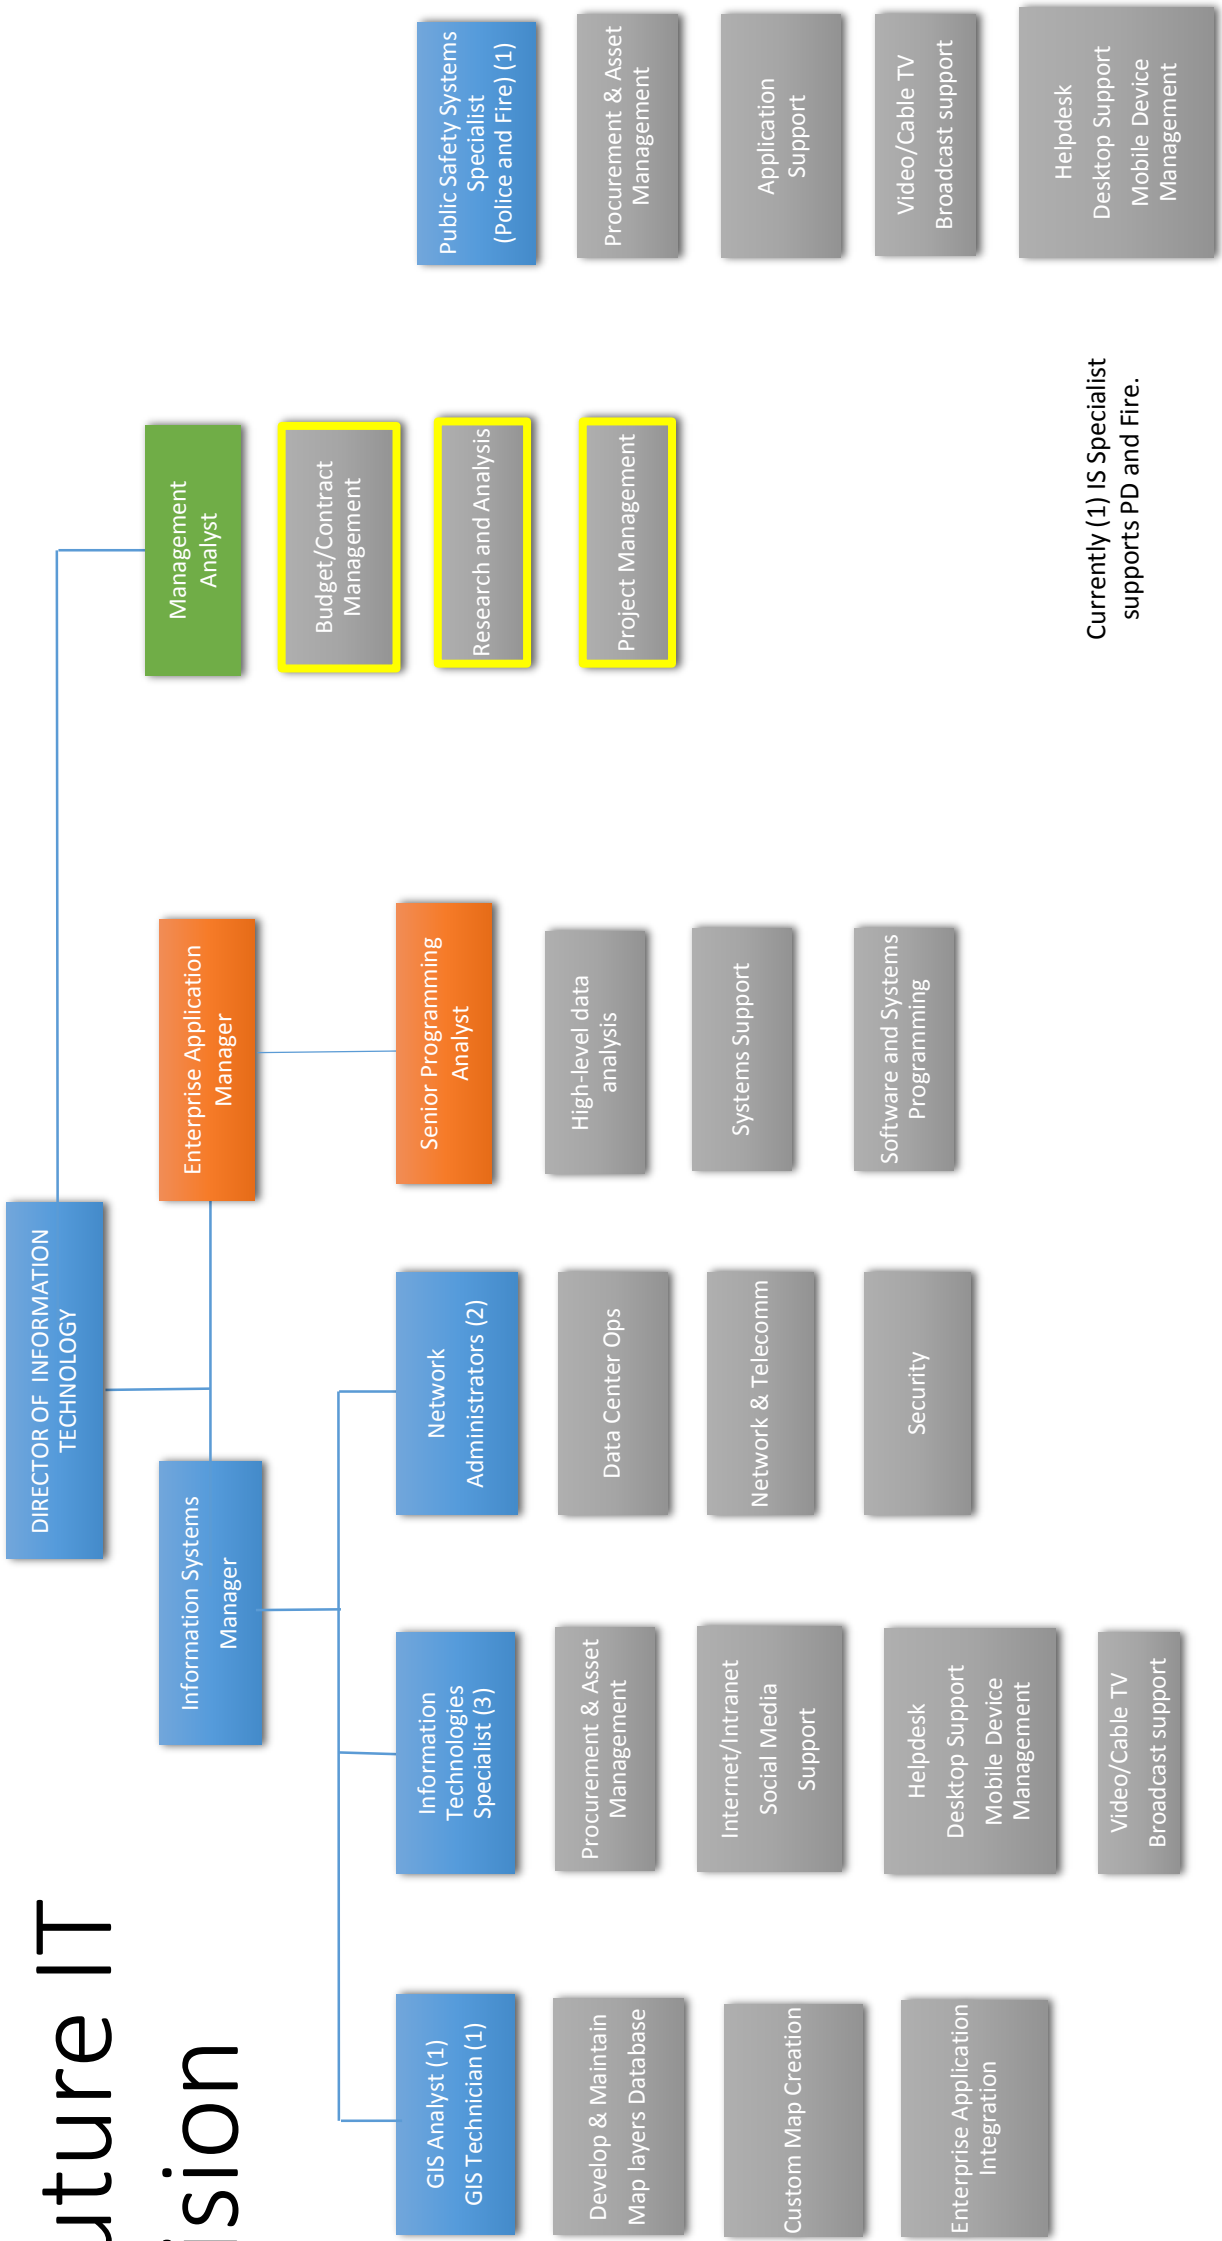 uture IT
ision
DIRECTOR OF INFORMATION
TECHNOLOGY
Information Systems
Manager
Enterprise Application
Manager
Management
Analyst
GIS Analyst (1)
GIS Technician (1)
Develop & Maintain
Map layers Database
Custom Map Creation
Enterprise Application
Integration
Information
Technologies
Specialist (3)
Procurement & Asset
Management
Internet/Intranet
Social Media
Support
Helpdesk
Desktop Support
Mobile Device
Management
Video/Cable TV
Broadcast support
Network
Administrators (2)
Data Center Ops
Network & Telecomm
Security
Senior Programming
Analyst
High-level data
analysis
Systems Support
Software and Systems
Programming
Budget/Contract
Management
Research and Analysis
Project Management
Public Safety Systems
Specialist
(Police and Fire) (1)
Procurement & Asset
Management
Application
Support
Video/Cable TV
Broadcast support
Helpdesk
Desktop Support
Mobile Device
Management
Currently (1) IS Specialist
supports PD and Fire.